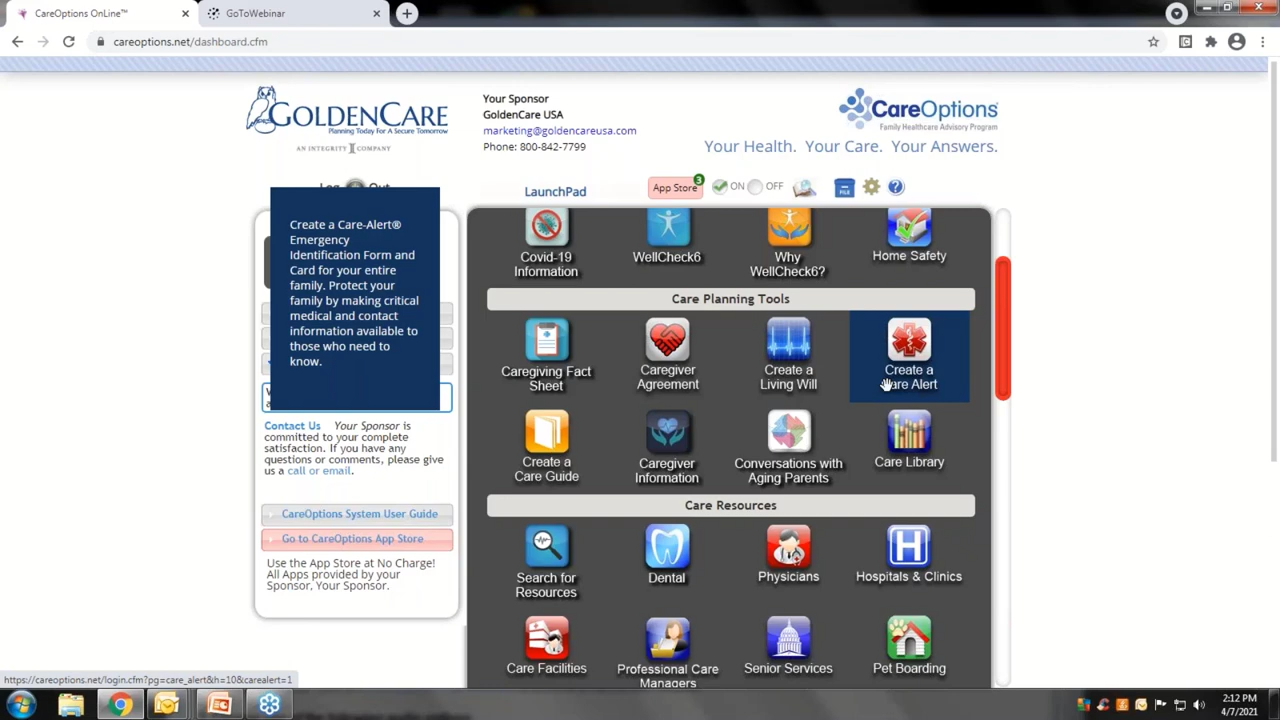 CareOptions OnLine™
GoToWebinar
careoptions.net/dashboard.cfm
GOLDENCARE
Planning Today For A Secure Tomorrow
AN INTEGRITY COMPANY
Your Sponsor
GoldenCare USA
marketing@goldencareusa.com
Phone: 800-842-7799
CareOptions
Family Healthcare Advisory Program
Your Health. Your Care. Your Answers.
Log Out
LaunchPad
App Store 3
ON OFF
Create a Care-Alert®
Emergency
Identification Form and
Card for your entire
family. Protect your
family by making critical
medical and contact
information available to
those who need to
know.
Contact Us Your Sponsor is
committed to your complete
satisfaction. If you have any
questions or comments, please give
us a call or email.
CareOptions System User Guide
Go to CareOptions App Store
Use the App Store at No Charge!
All Apps provided by your
Sponsor, Your Sponsor.
Covid-19
Information
WellCheck6
Why
WellCheck6?
Home Safety
Care Planning Tools
Caregiving Fact
Sheet
Caregiver
Agreement
Create a
Living Will
Create a
Care Alert
Create a
Care Guide
Caregiver
Information
Conversations with
Aging Parents
Care Library
Care Resources
Search for
Resources
Dental
Physicians
H
Hospitals & Clinics
Care Facilities
Professional Care
Managers
Senior Services
Pet Boarding
https://careoptions.net/login.cfm?pg=care_alert&h=10&carealert=1
2:12 PM
4/7/2021